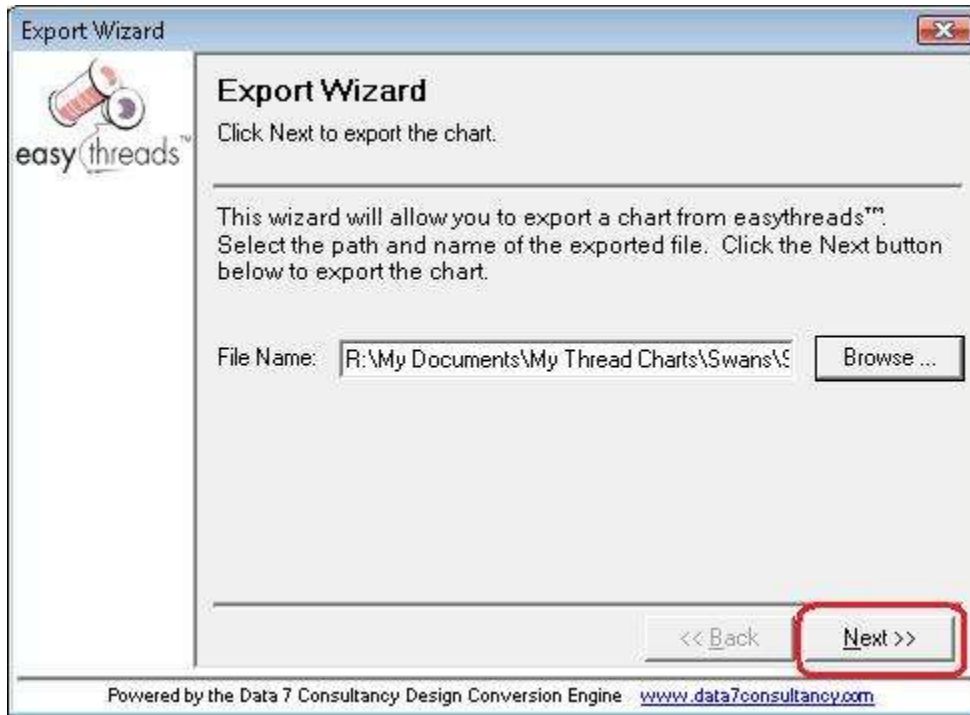 Export Wizard
easythreads™
Export Wizard
Click Next to export the chart.
This wizard will allow you to export a chart from easythreads™.
Select the path and name of the exported file. Click the Next button
below to export the chart.
File Name: R:\My Documents\My Thread Charts\Swans\S
Browse ...
<< Back
Next >>
Powered by the Data 7 Consultancy Design Conversion Engine www.data7consultancy.com